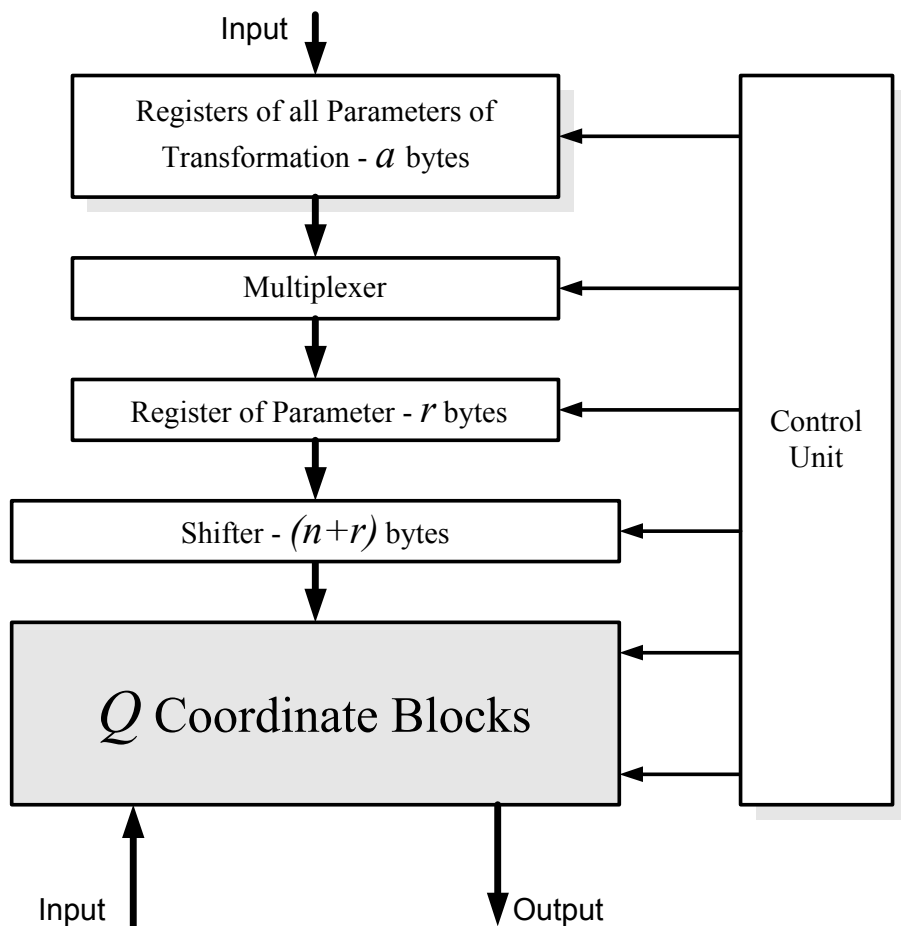 Input
Registers of all Parameters of
Transformation - a bytes
Multiplexer
Register of Parameter - r bytes
Shifter - (n+r) bytes
Q Coordinate Blocks
Control
Unit
Input
Output